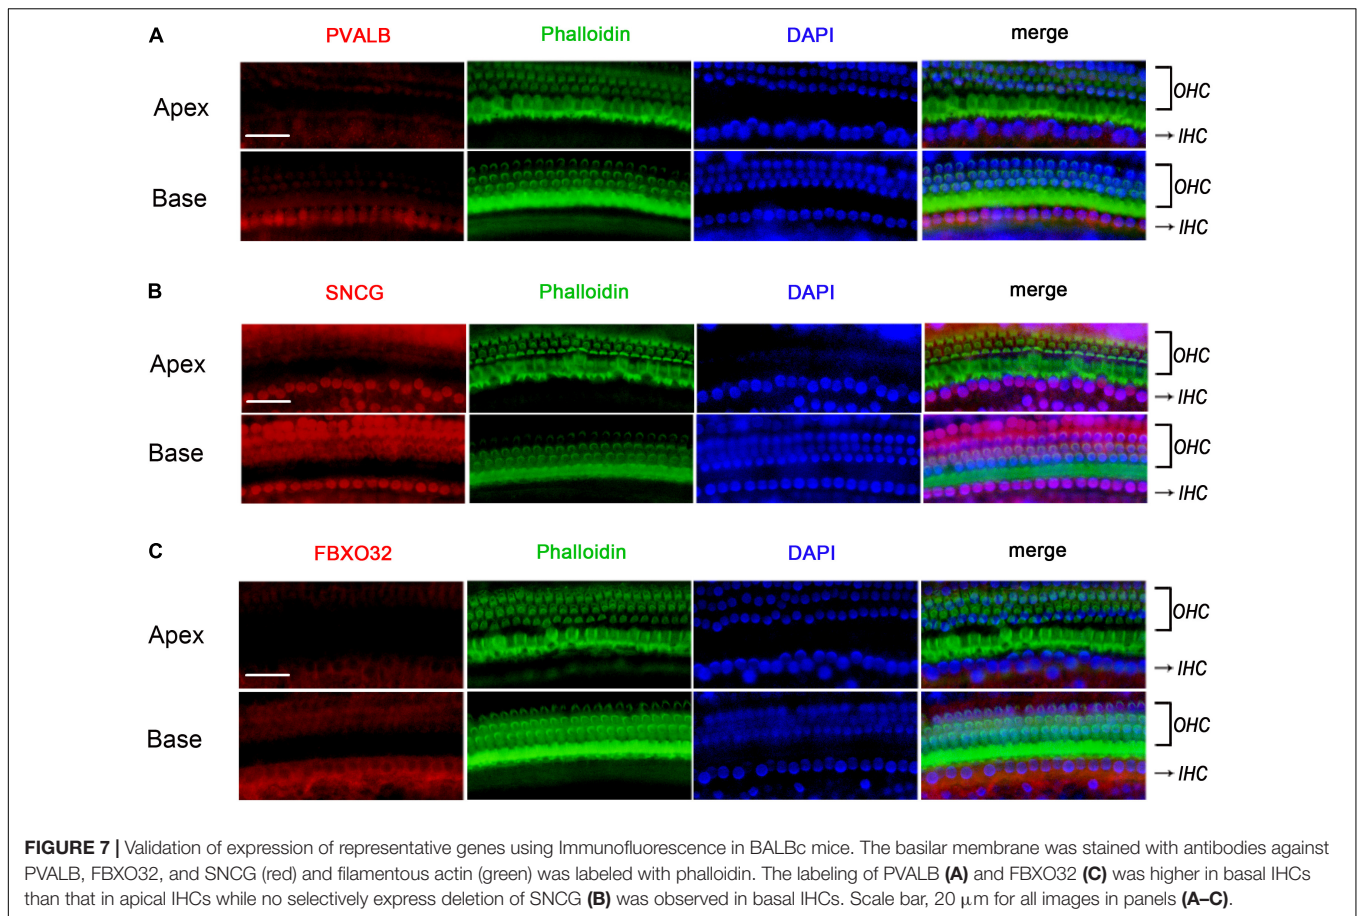 A PVALB Phalloidin DAPI merge
Apex OHC
→ IHC
Base OHC
→ IHC
B SNCG Phalloidin DAPI merge
Apex OHC
→ IHC
Base OHC
→ IHC
C FBXO32 Phalloidin DAPI merge
Apex OHC
→ IHC
Base OHC
→ IHC
FIGURE 7 | Validation of expression of representative genes using Immunofluorescence in BALBc mice. The basilar membrane was stained with antibodies against
PVALB, FBXO32, and SNCG (red) and filamentous actin (green) was labeled with phalloidin. The labeling of PVALB (A) and FBXO32 (C) was higher in basal IHCs
than that in apical IHCs while no selectively express deletion of SNCG (B) was observed in basal IHCs. Scale bar, 20 μm for all images in panels (A–C).